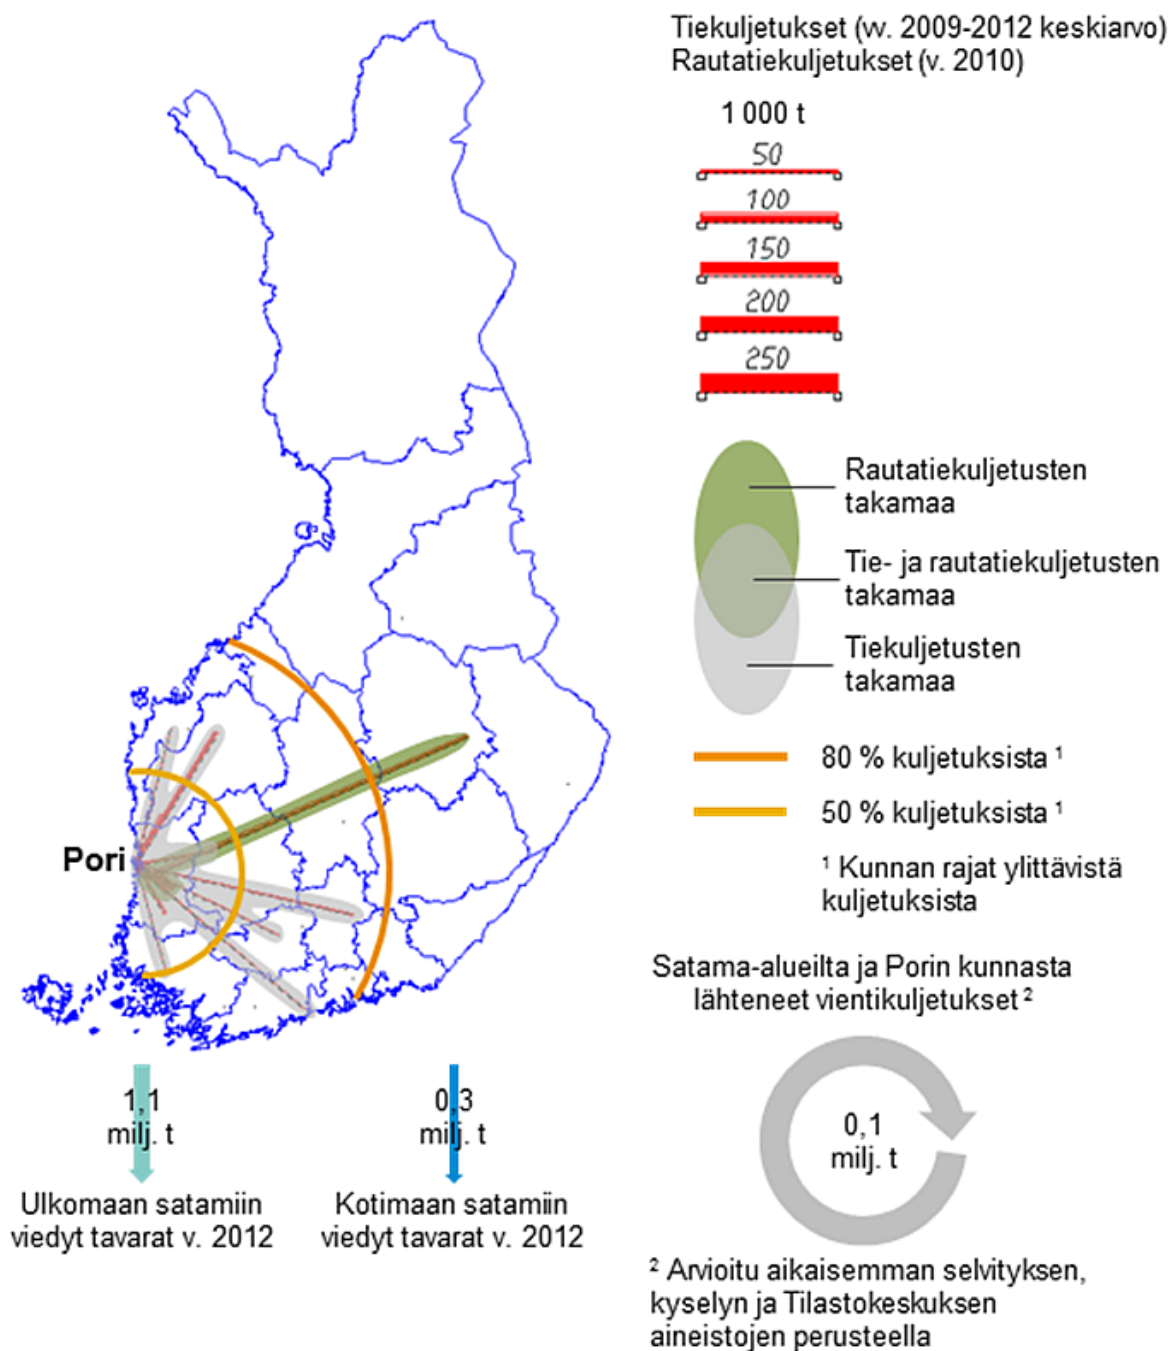 Tiekuljetukset (vv. 2009-2012 keskiarvo)
Rautatiekuljetukset (v. 2010)
1 000 t
50
100
150
200
250
Rautatiekuljetusten
takamaa
Tie- ja rautatiekuljetusten
takamaa
Tiekuljetusten
takamaa
80 % kuljetuksista ¹
50 % kuljetuksista ¹
¹ Kunnan rajat ylittävistä
kuljetuksista
Pori
Satama-alueilta ja Porin kunnasta
lähteneet vientikuljetukset ²
0,1
milj. t
1,1
milj. t
Ulkomaan satamiin
viedyt tavarat v. 2012
0,3
milj. t
Kotimaan satamiin
viedyt tavarat v. 2012
² Arvioitu aikaisemman selvityksen,
kyselyn ja Tilastokeskuksen
aineistojen perusteella